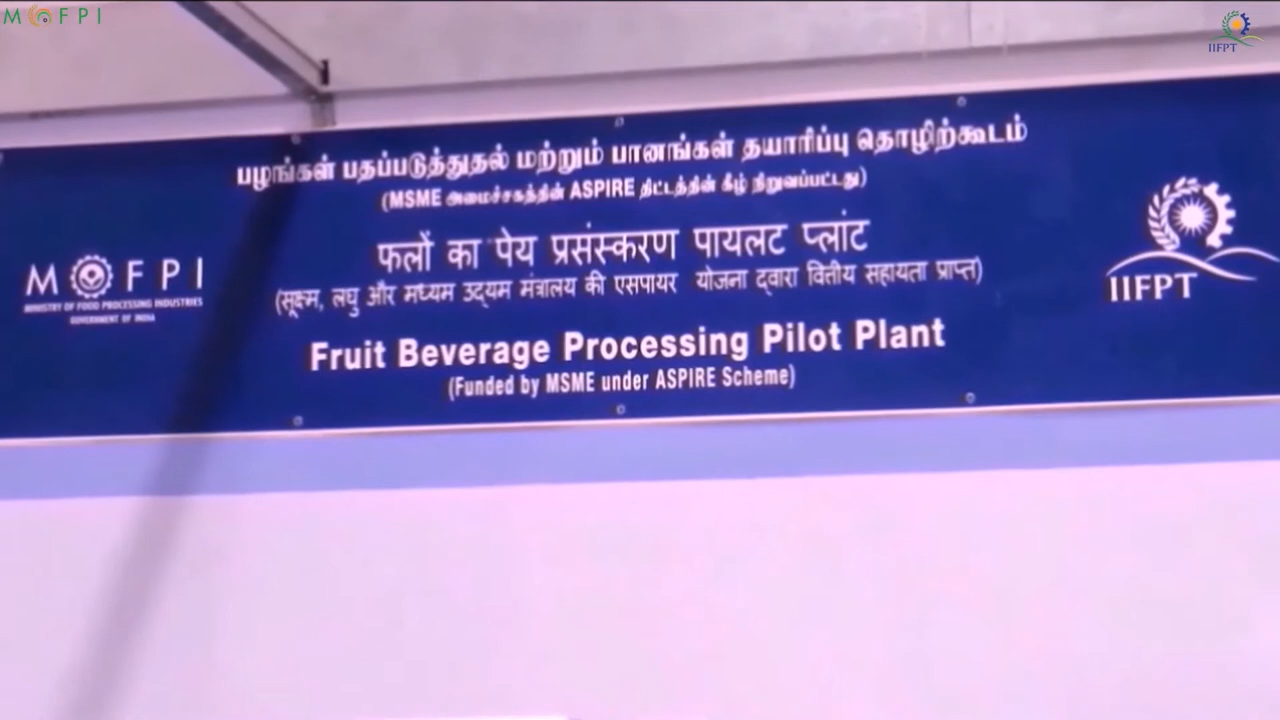 MOFPI
IIFPT
பழங்கள் பதப்படுத்துதல் மற்றும் பானங்கள் தயாரிப்பு தொழிற்கூடம்
(MSME அமைச்சகத்தின் ASPIRE திட்டத்தின் கீழ் நிறுவப்பட்டது)
फलों का पेय प्रसंस्करण पायलट प्लांट
(सूक्ष्म, लघु और मध्यम उद्यम मंत्रालय की एसपायर योजना द्वारा वित्तीय सहायता प्राप्त)
Fruit Beverage Processing Pilot Plant
(Funded by MSME under ASPIRE Scheme)
MOFPI
MINISTRY OF FOOD PROCESSING INDUSTRIES
GOVERNMENT OF INDIA
IIFPT